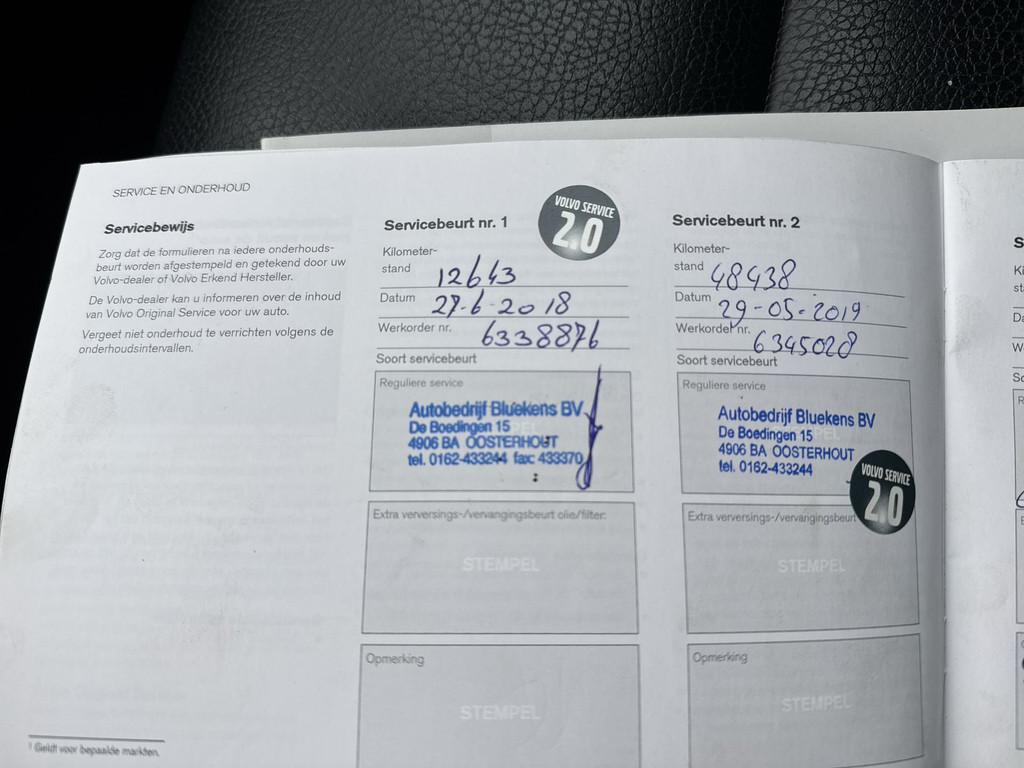 SERVICE EN ONDERHOUD
Servicebewijs
Zorg dat de formulieren na iedere onderhouds-
beurt worden afgestempeld en getekend door uw
Volvo-dealer of Volvo Erkend Hersteller.
De Volvo-dealer kan u informeren over de inhoud
van Volvo Original Service voor uw auto.
Vergeet niet onderhoud te verrichten volgens de
onderhoudsintervallen.
1 Geldt voor bepaalde markten.
Servicebeurt nr. 1
VOLVO SERVICE
2.0
Kilometer-
stand 12643
Datum 27-6-2018
Werkorder nr. 6338876
Soort servicebeurt
Reguliere service
Autobedrijf Bluekens BV
De Boedingen 15
4906 BA OOSTERHOUT
tel. 0162-433244 fax: 433370
Extra verversings-/vervangingsbeurt olie/filter:
STEMPEL
Opmerking
STEMPEL
Servicebeurt nr. 2
Kilometer-
stand 48438
Datum 29-05-2019
Werkorder nr. 6345028
Soort servicebeurt
Reguliere service
Autobedrijf Bluekens BV
De Boedingen 15
4906 BA OOSTERHOUT
tel. 0162-433244
VOLVO SERVICE
2.0
Extra verversings-/vervangingsbeurt
STEMPEL
Opmerking
STEMPEL